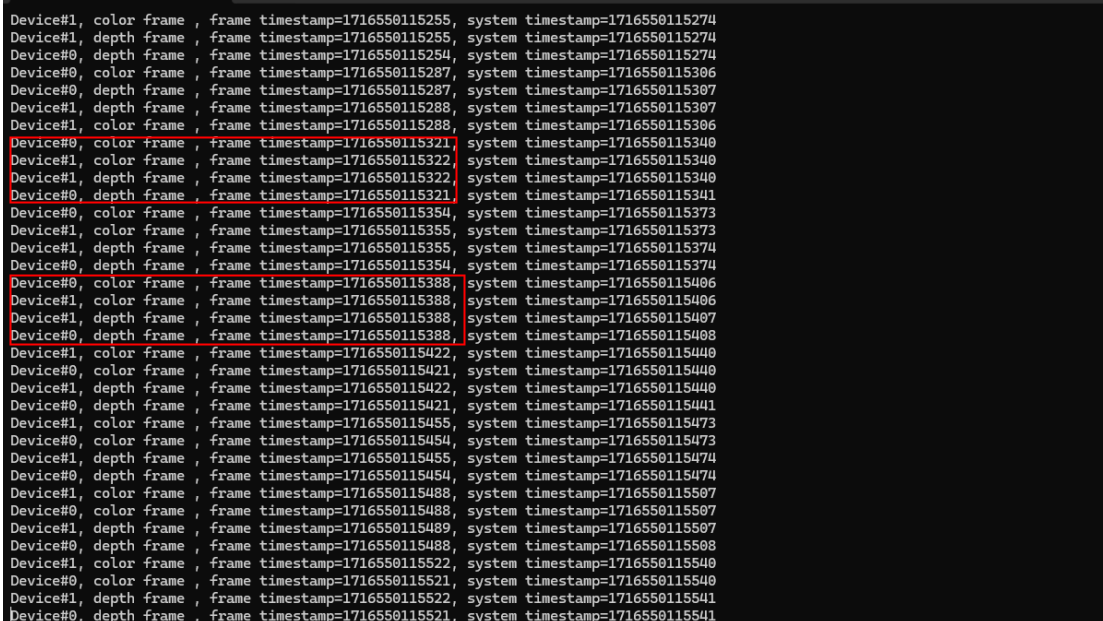 Device#1, color frame , frame timestamp=1716550115255, system timestamp=1716550115274
Device#1, depth frame , frame timestamp=1716550115255, system timestamp=1716550115274
Device#0, depth frame , frame timestamp=1716550115254, system timestamp=1716550115274
Device#0, color frame , frame timestamp=1716550115287, system timestamp=1716550115306
Device#0, depth frame , frame timestamp=1716550115287, system timestamp=1716550115307
Device#1, depth frame , frame timestamp=1716550115288, system timestamp=1716550115307
Device#1, color frame , frame timestamp=1716550115288, system timestamp=1716550115306
Device#0, color frame , frame timestamp=1716550115321, system timestamp=1716550115340
Device#1, color frame , frame timestamp=1716550115322, system timestamp=1716550115340
Device#1, depth frame , frame timestamp=1716550115322, system timestamp=1716550115340
Device#0, depth frame , frame timestamp=1716550115321, system timestamp=1716550115341
Device#0, color frame , frame timestamp=1716550115354, system timestamp=1716550115373
Device#1, color frame , frame timestamp=1716550115355, system timestamp=1716550115373
Device#1, depth frame , frame timestamp=1716550115355, system timestamp=1716550115374
Device#0, depth frame , frame timestamp=1716550115354, system timestamp=1716550115374
Device#0, color frame , frame timestamp=1716550115388, system timestamp=1716550115406
Device#1, color frame , frame timestamp=1716550115388, system timestamp=1716550115406
Device#1, depth frame , frame timestamp=1716550115388, system timestamp=1716550115407
Device#0, depth frame , frame timestamp=1716550115388, system timestamp=1716550115408
Device#1, color frame , frame timestamp=1716550115422, system timestamp=1716550115440
Device#0, color frame , frame timestamp=1716550115421, system timestamp=1716550115440
Device#1, depth frame , frame timestamp=1716550115422, system timestamp=1716550115440
Device#0, depth frame , frame timestamp=1716550115421, system timestamp=1716550115441
Device#1, color frame , frame timestamp=1716550115455, system timestamp=1716550115473
Device#0, color frame , frame timestamp=1716550115454, system timestamp=1716550115473
Device#1, depth frame , frame timestamp=1716550115455, system timestamp=1716550115474
Device#0, depth frame , frame timestamp=1716550115454, system timestamp=1716550115474
Device#1, color frame , frame timestamp=1716550115488, system timestamp=1716550115507
Device#0, color frame , frame timestamp=1716550115488, system timestamp=1716550115507
Device#1, depth frame , frame timestamp=1716550115489, system timestamp=1716550115507
Device#0, depth frame , frame timestamp=1716550115488, system timestamp=1716550115508
Device#1, color frame , frame timestamp=1716550115522, system timestamp=1716550115540
Device#0, color frame , frame timestamp=1716550115521, system timestamp=1716550115540
Device#1, depth frame , frame timestamp=1716550115522, system timestamp=1716550115541
Device#0, depth frame , frame timestamp=1716550115521, system timestamp=1716550115541